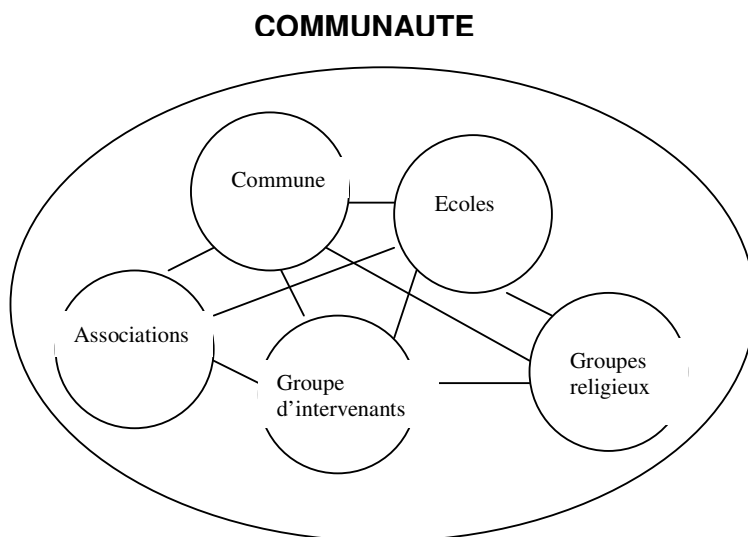 COMMUNAUTE
Commune
Ecoles
Associations
Groupe
d'intervenants
Groupes
religieux